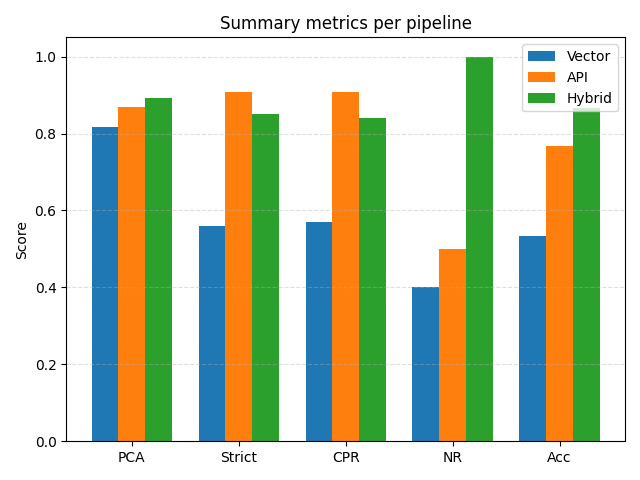 Summary metrics per pipeline
Vector
API
Hybrid
Score
1.0
0.8
0.6
0.4
0.2
0.0
PCA
Strict
CPR
NR
Acc